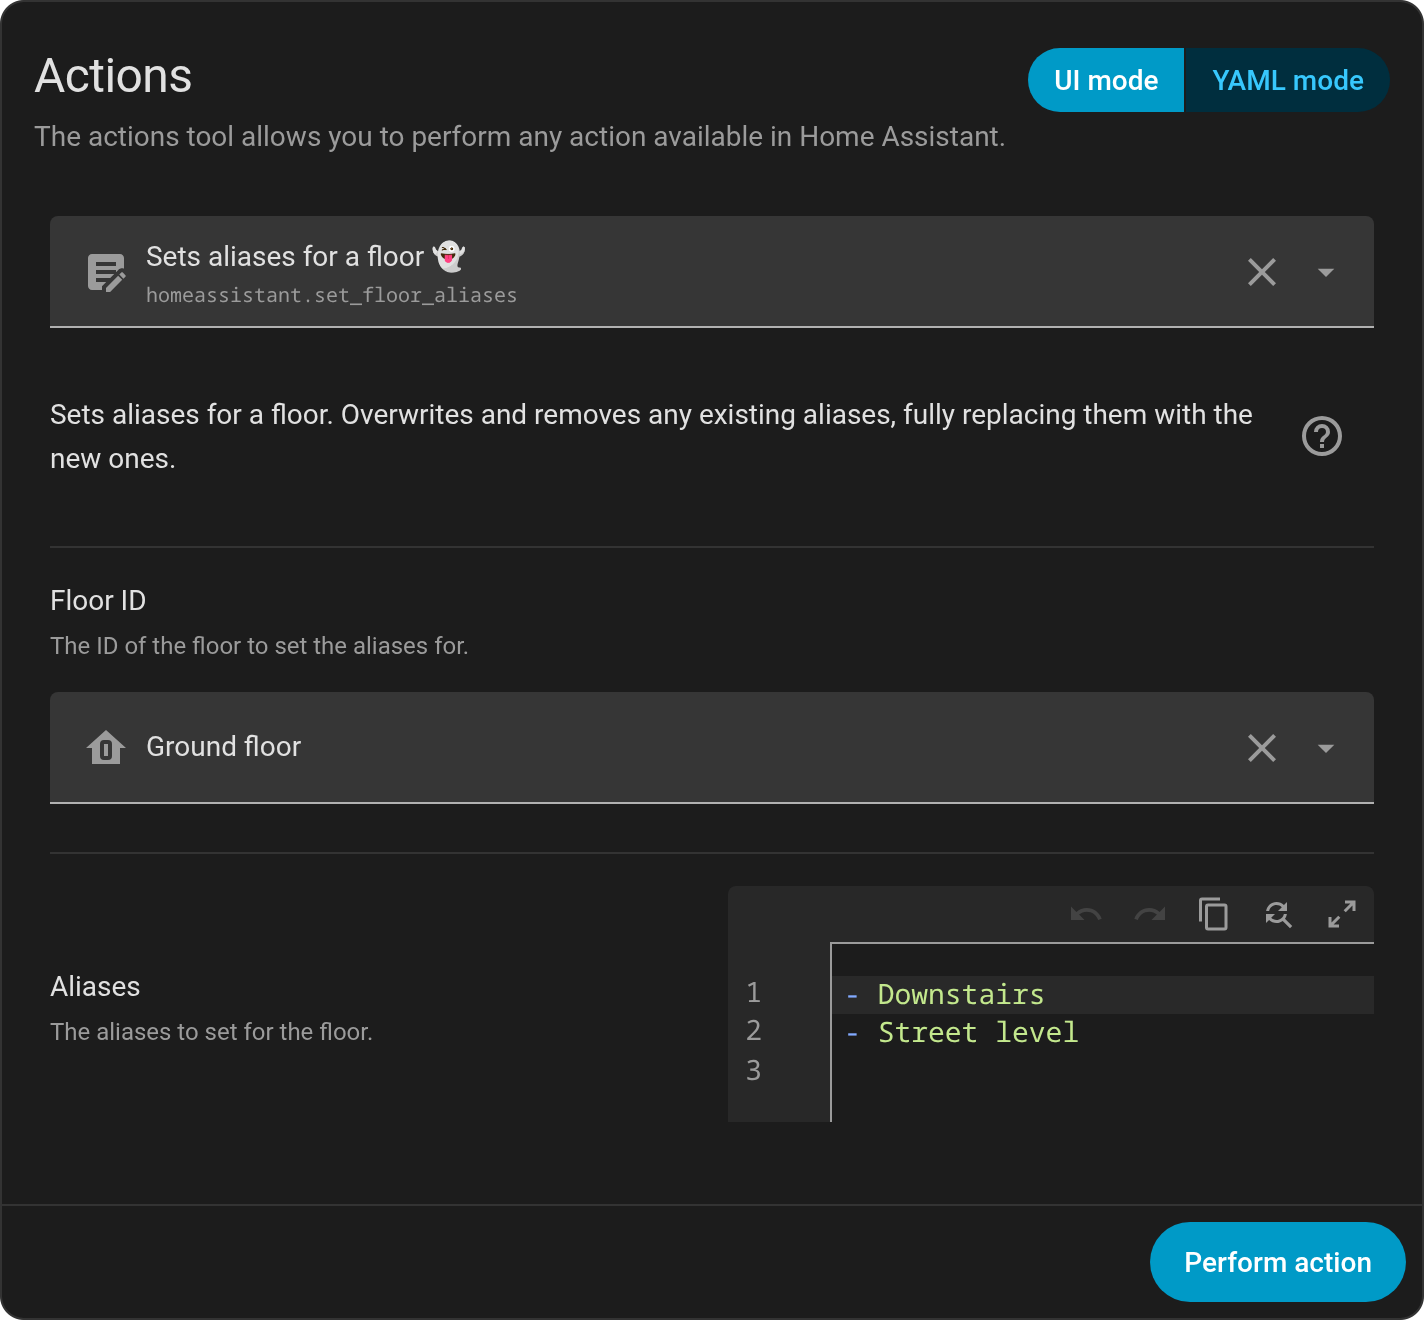 Actions
UI mode
YAML mode
The actions tool allows you to perform any action available in Home Assistant.
Sets aliases for a floor 👻
homeassistant.set_floor_aliases
Sets aliases for a floor. Overwrites and removes any existing aliases, fully replacing them with the
new ones.
Floor ID
The ID of the floor to set the aliases for.
Ground floor
Aliases
The aliases to set for the floor.
1 - Downstairs
2 - Street level
3
Perform action